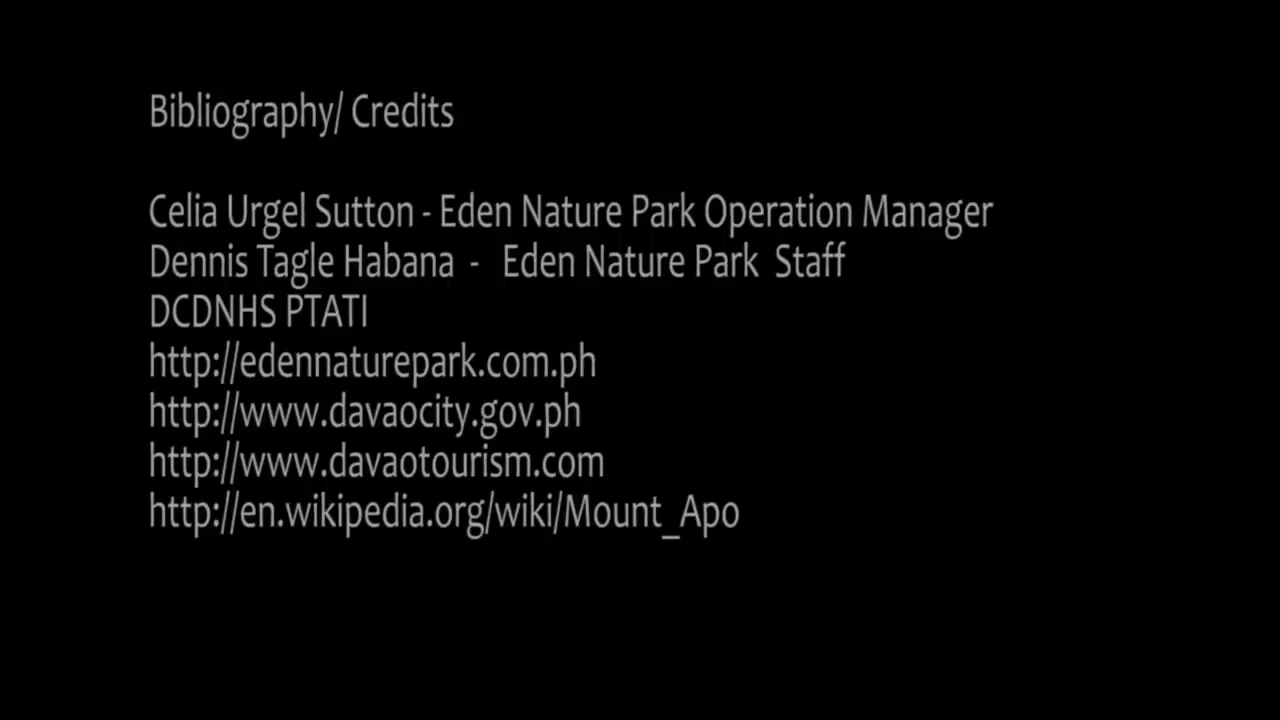 Bibliography/ Credits
Celia Urgel Sutton - Eden Nature Park Operation Manager
Dennis Tagle Habana - Eden Nature Park Staff
DCDNHS PTATI
http://edennaturepark.com.ph
http://www.davaocity.gov.ph
http://www.davaotourism.com
http://en.wikipedia.org/wiki/Mount_Apo